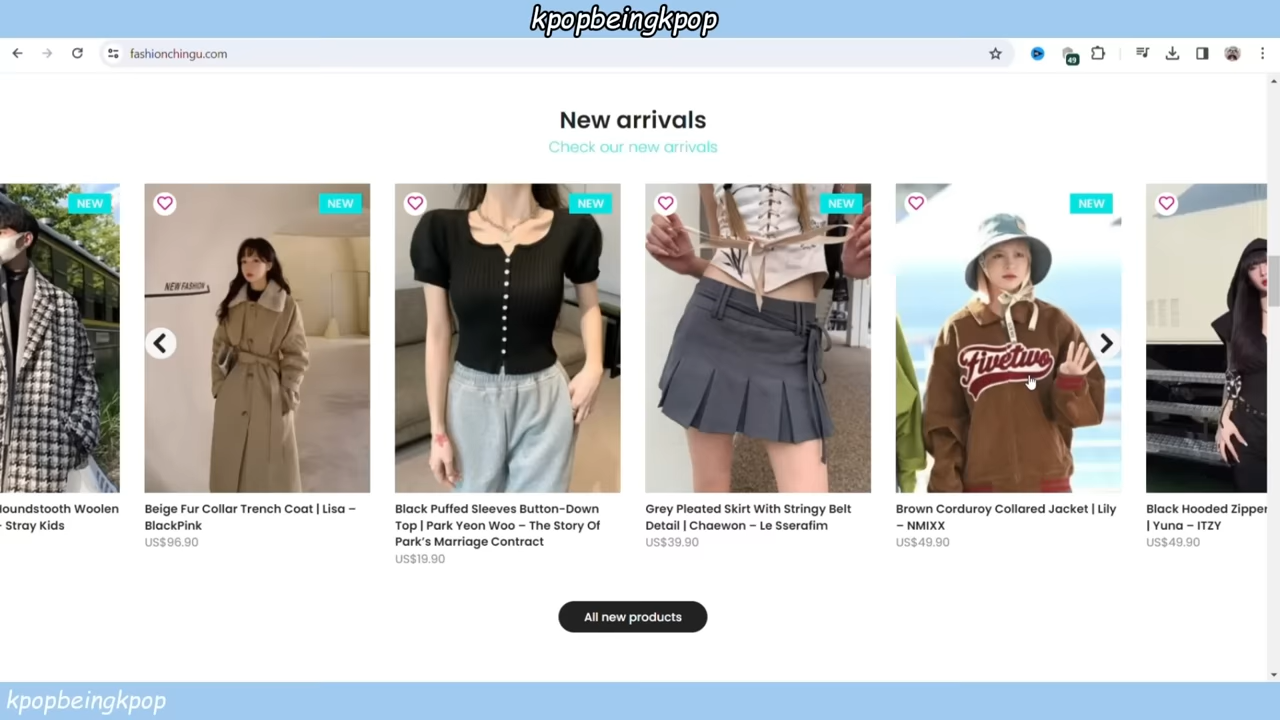 kpopbeingkpop
fashionchingu.com
49
New arrivals
Check our new arrivals
NEW
NEW
NEW
NEW
NEW
NEW FASHION
Fivetwo
oundstooth Woolen
- Stray Kids
Beige Fur Collar Trench Coat | Lisa –
BlackPink
US$96.90
Black Puffed Sleeves Button-Down
Top | Park Yeon Woo – The Story Of
Park's Marriage Contract
US$19.90
Grey Pleated Skirt With Stringy Belt
Detail | Chaewon – Le Sserafim
US$39.90
Brown Corduroy Collared Jacket | Lily
– NMIXX
US$49.90
Black Hooded Zipper
| Yuna – ITZY
US$49.90
All new products
kpopbeingkpop